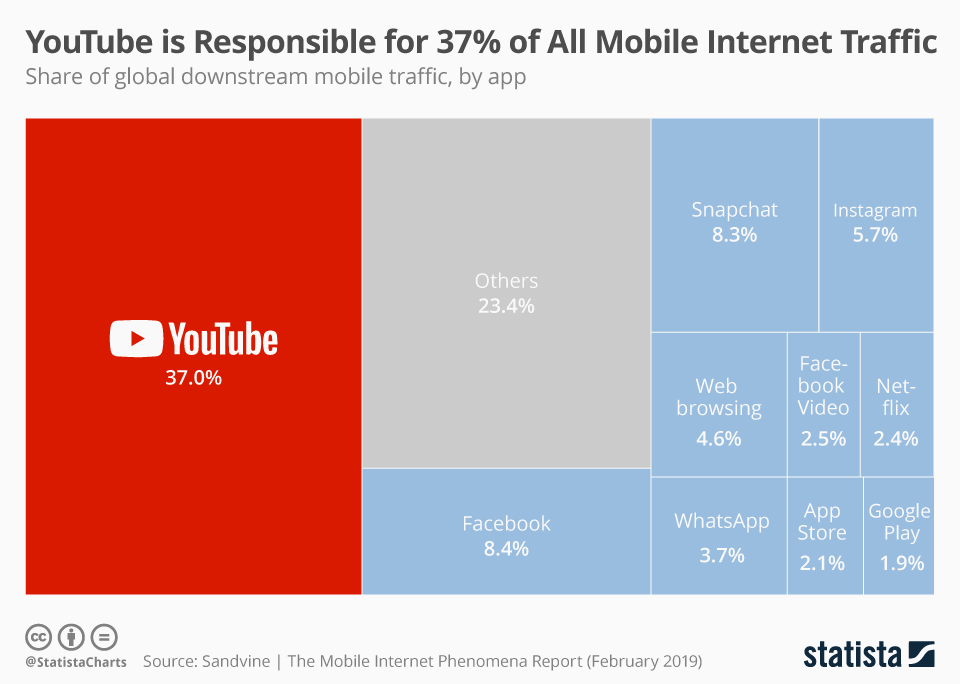 YouTube is Responsible for 37% of All Mobile Internet Traffic
Share of global downstream mobile traffic, by app
YouTube
37.0%
Others
23.4%
Facebook
8.4%
Snapchat
8.3%
Instagram
5.7%
Web
browsing
4.6%
Face-
book
Video
2.5%
Net-
flix
2.4%
WhatsApp
3.7%
App
Store
2.1%
Google
Play
1.9%
cc
@StatistaCharts
Source: Sandvine | The Mobile Internet Phenomena Report (February 2019)
statista